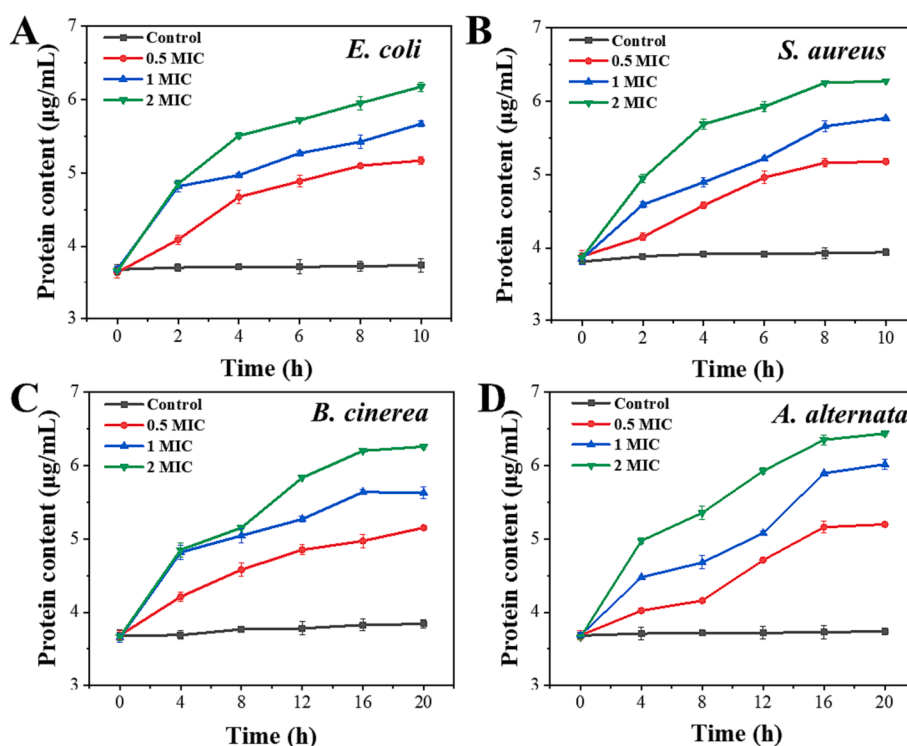 A
E. coli
Control
0.5 MIC
1 MIC
2 MIC
Protein content (μg/mL)
7
6
5
4
3
0 2 4 6 8 10
Time (h)
B
S. aureus
Control
0.5 MIC
1 MIC
2 MIC
Protein content (μg/mL)
7
6
5
4
3
0 2 4 6 8 10
Time (h)
C
B. cinerea
Control
0.5 MIC
1 MIC
2 MIC
Protein content (μg/mL)
7
6
5
4
3
0 4 8 12 16 20
Time (h)
D
A. alternata
Control
0.5 MIC
1 MIC
2 MIC
Protein content (μg/mL)
7
6
5
4
3
0 4 8 12 16 20
Time (h)